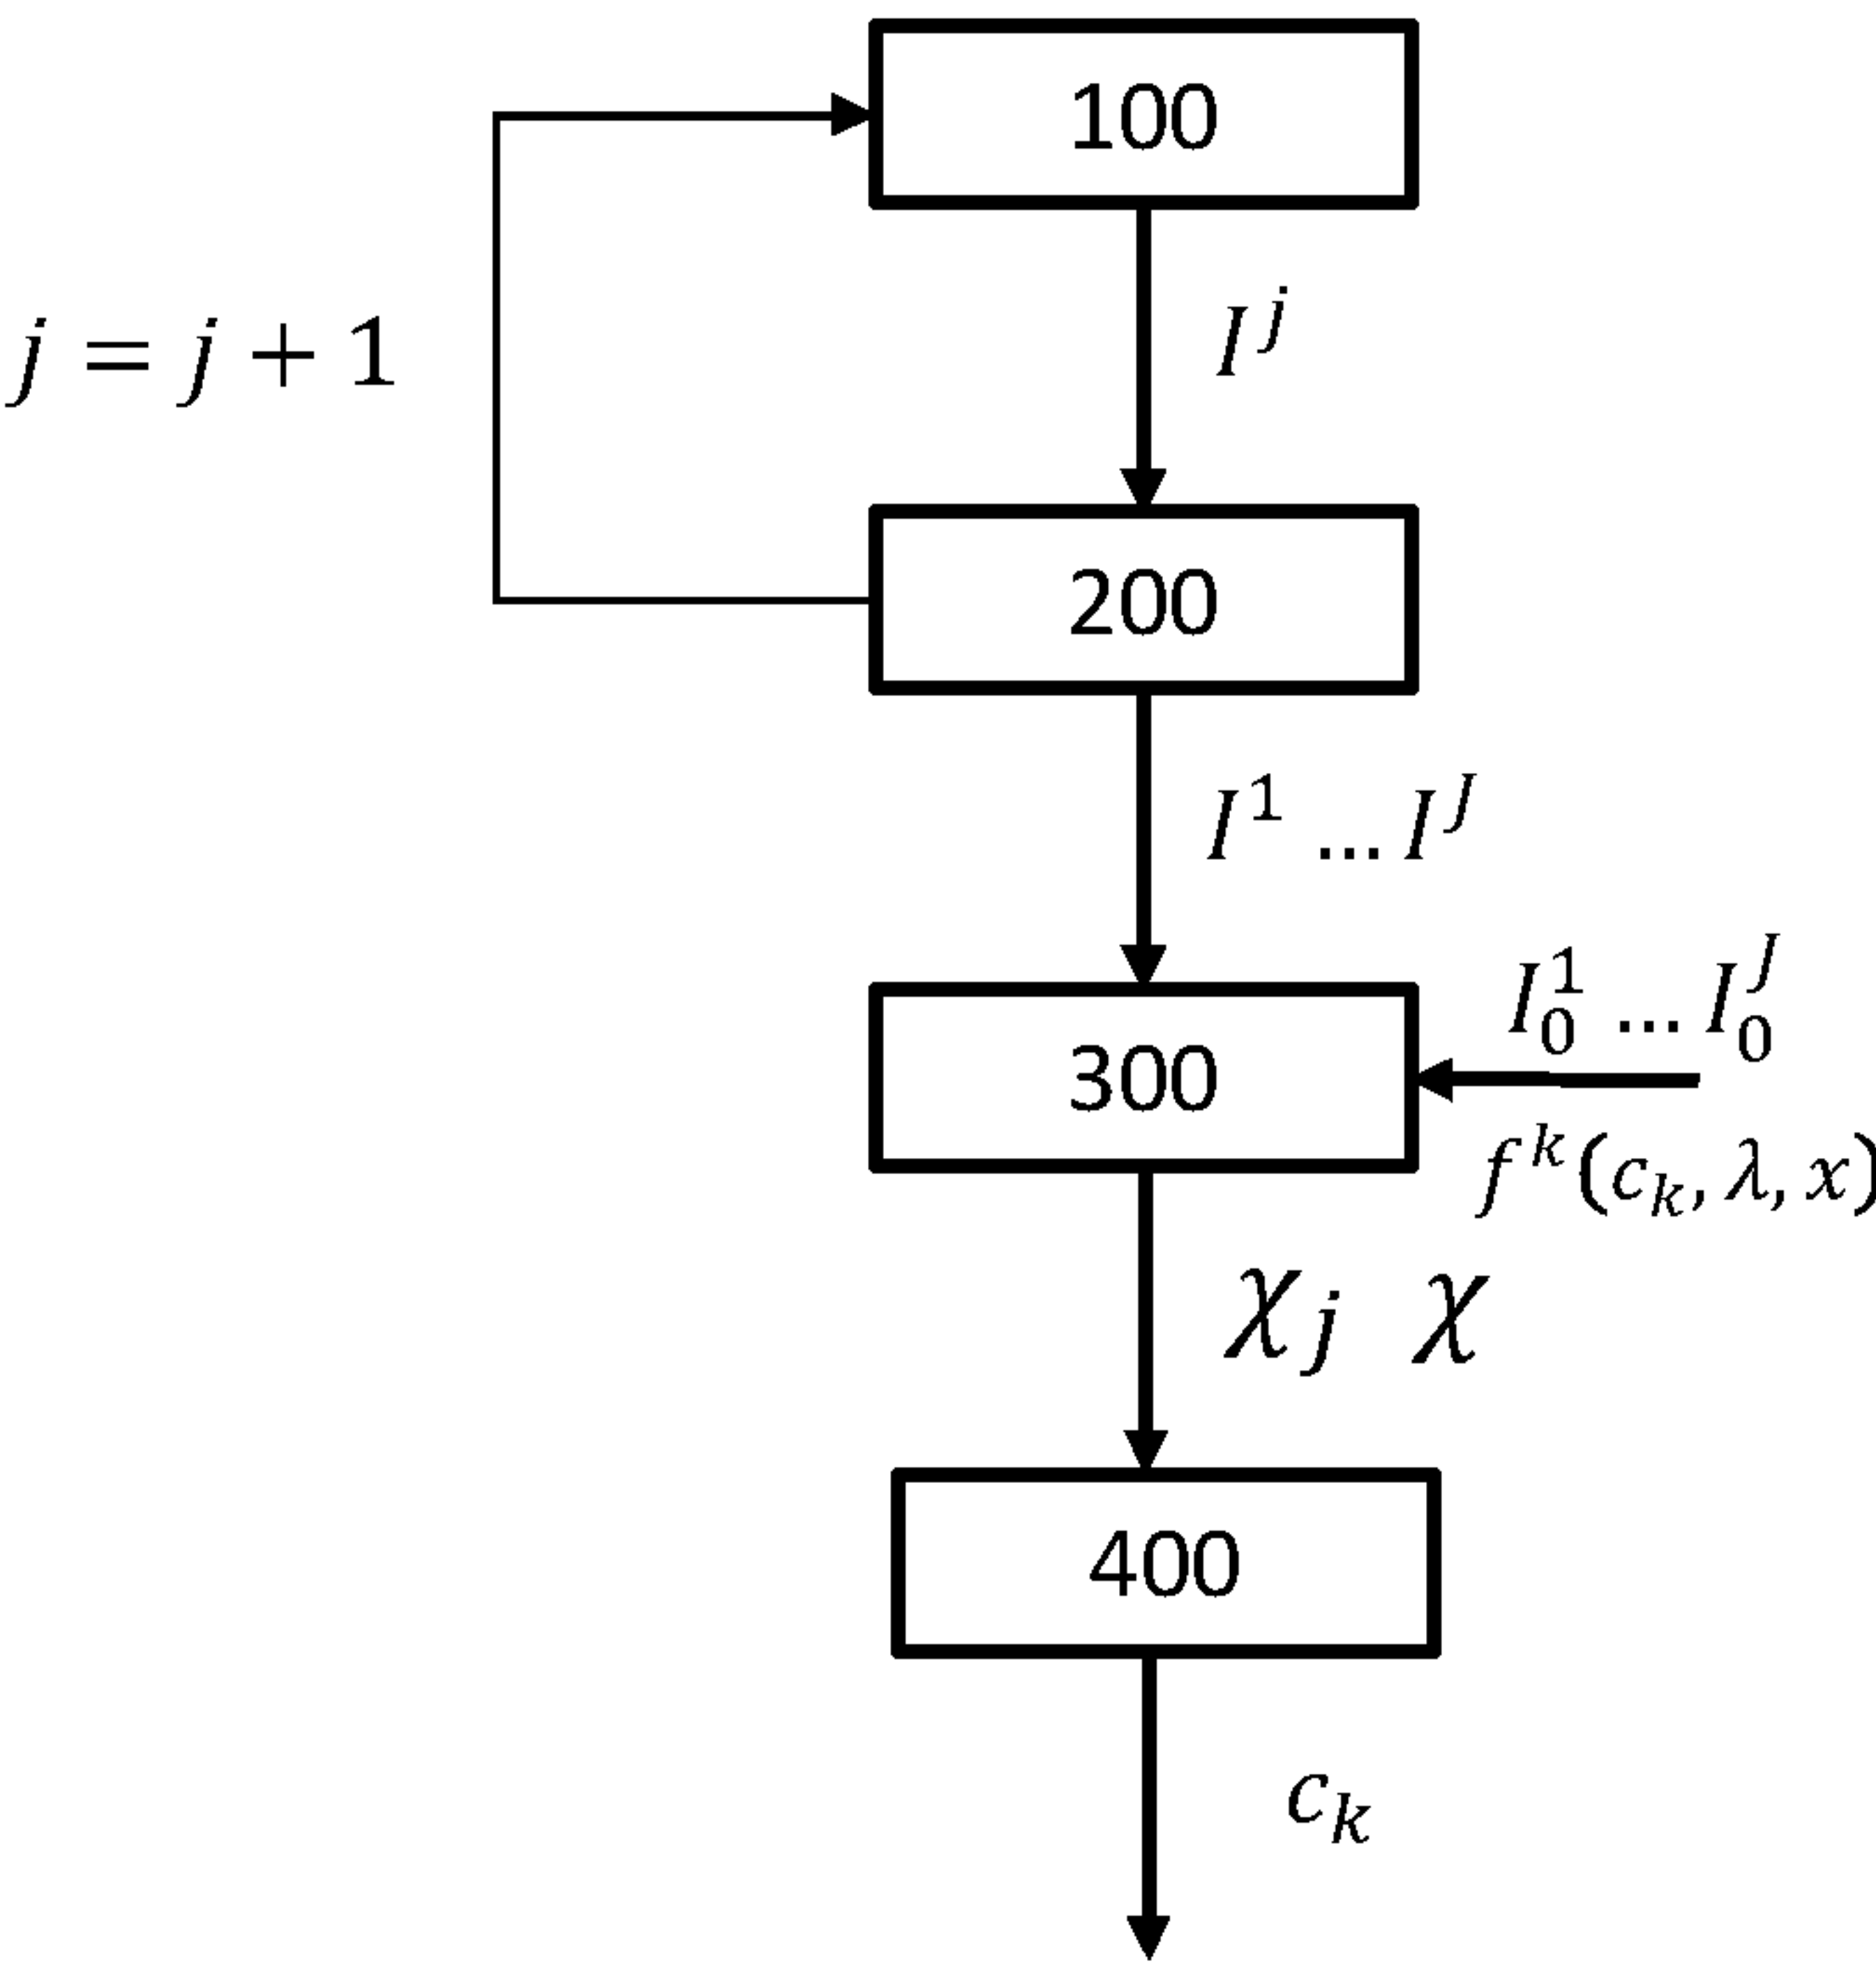 100
I^j
j = j + 1
200
I^1 ... I^J
I_0^1 ... I_0^J
300
f^k(c_k, λ, x)
χ_j χ
400
c_k